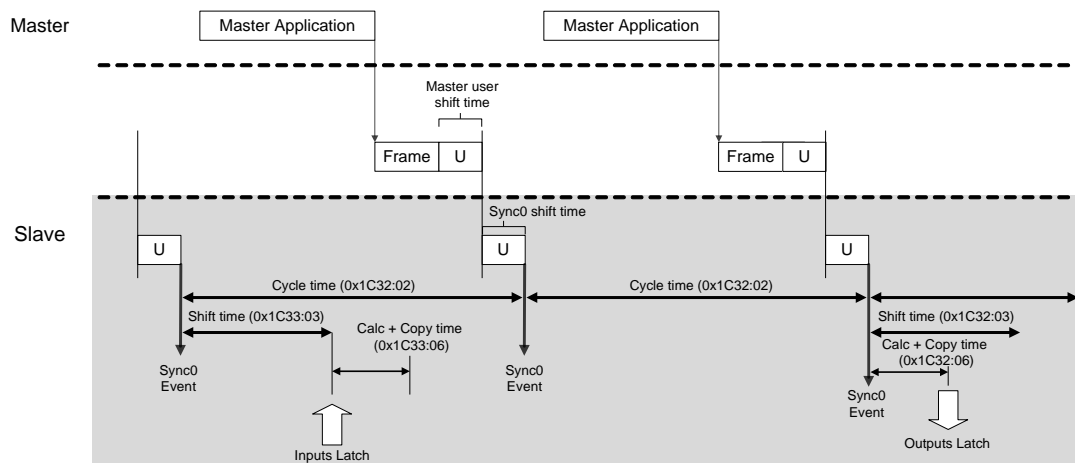 Master
Master Application
Master Application
Master user
shift time
Frame
U
Frame
U
Slave
Sync0 shift time
U
U
U
Cycle time (0x1C32:02)
Cycle time (0x1C32:02)
Shift time (0x1C33:03)
Shift time (0x1C32:03)
Calc + Copy time
(0x1C33:06)
Calc + Copy time
(0x1C32:06)
Sync0
Event
Sync0
Event
Sync0
Event
Inputs Latch
Outputs Latch